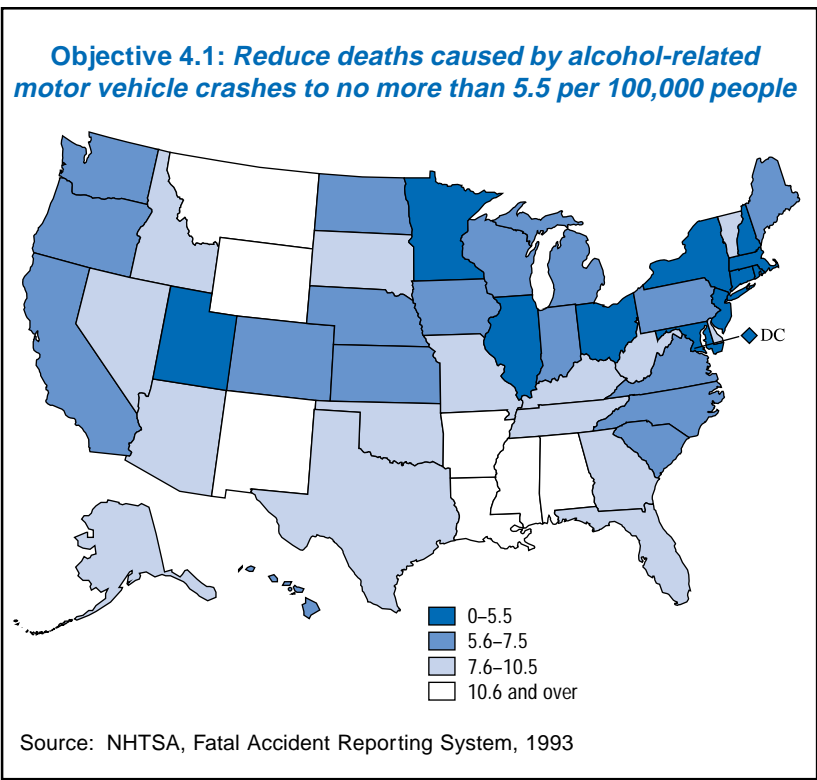 Objective 4.1: Reduce deaths caused by alcohol-related
motor vehicle crashes to no more than 5.5 per 100,000 people
DC
0–5.5
5.6–7.5
7.6–10.5
10.6 and over
Source: NHTSA, Fatal Accident Reporting System, 1993